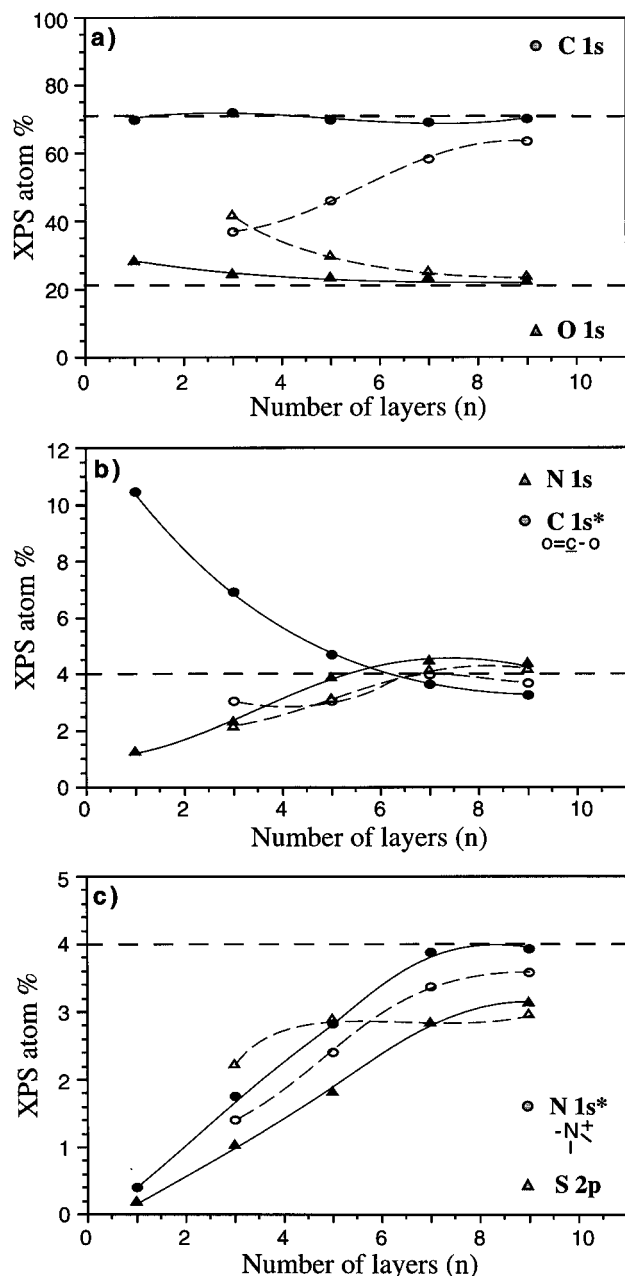 a)
C 1s
O 1s
XPS atom %
100
80
60
40
20
0
0 2 4 6 8 10
Number of layers (n)
b)
N 1s
C 1s*
O=C-O
XPS atom %
12
10
8
6
4
2
0
0 2 4 6 8 10
Number of layers (n)
c)
N 1s*
-N+
S 2p
XPS atom %
5
4
3
2
1
0
0 2 4 6 8 10
Number of layers (n)